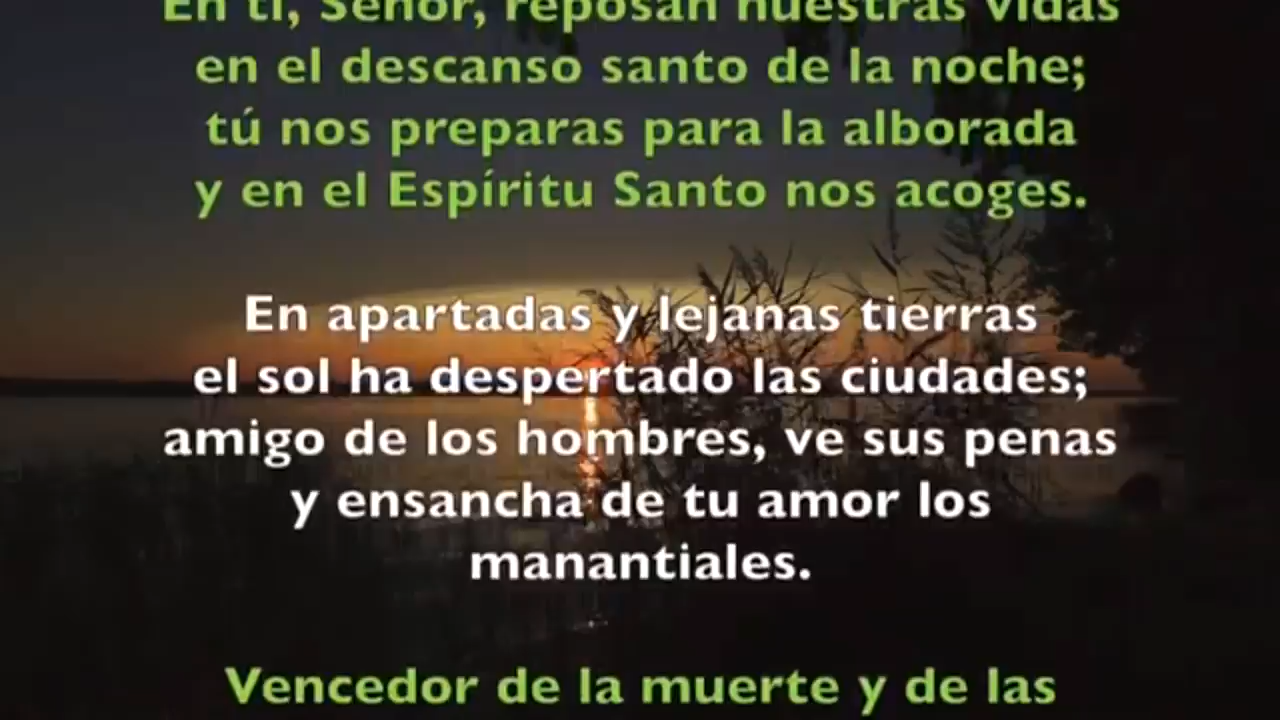 En ti, Señor, reposan nuestras vidas
en el descanso santo de la noche;
tú nos preparas para la alborada
y en el Espíritu Santo nos acoges.
En apartadas y lejanas tierras
el sol ha despertado las ciudades;
amigo de los hombres, ve sus penas
y ensancha de tu amor los
manantiales.
Vencedor de la muerte y de las